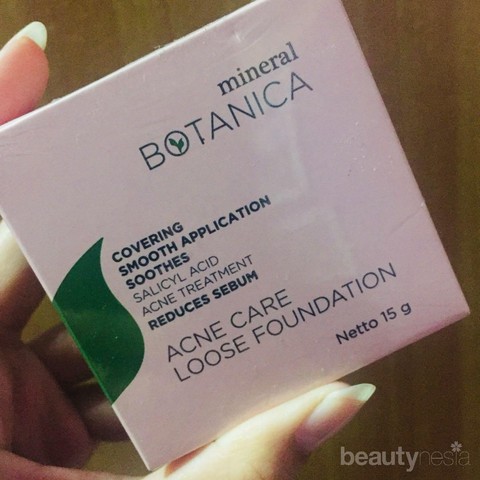 mineral
BOTANICA
COVERING
SMOOTH APPLICATION
SOOTHES
SALICYL ACID
ACNE TREATMENT
REDUCES SEBUM
ACNE CARE
LOOSE FOUNDATION
Netto 15 g
beautynesia